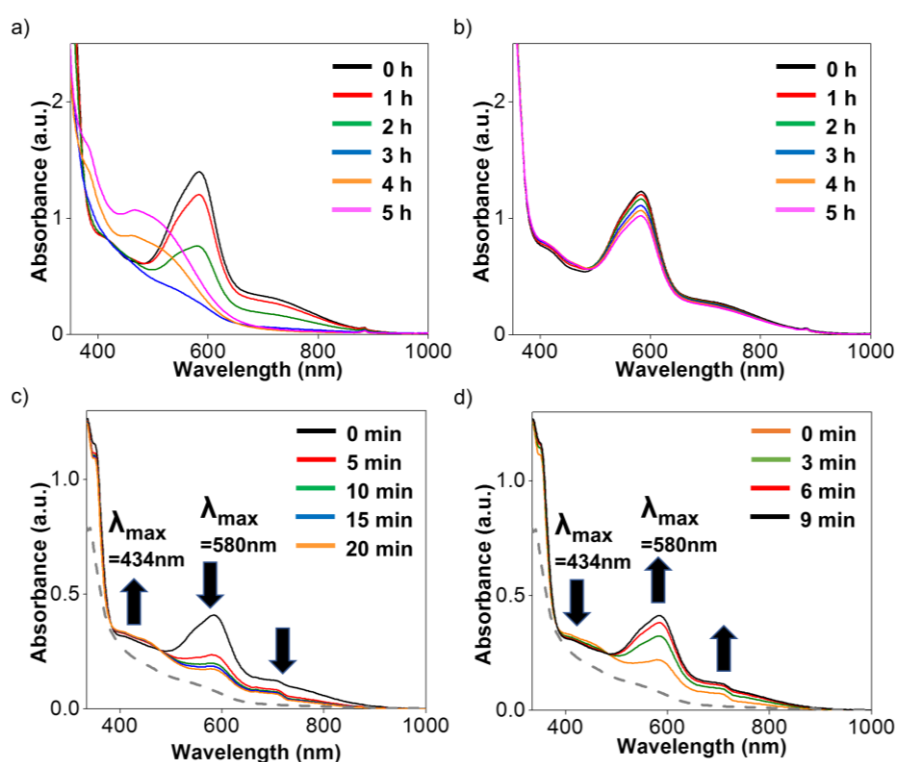 a)
Absorbance (a.u.)
2
1
0
400 600 800 1000
Wavelength (nm)
0 h
1 h
2 h
3 h
4 h
5 h
b)
Absorbance (a.u.)
2
1
0
400 600 800 1000
Wavelength (nm)
0 h
1 h
2 h
3 h
4 h
5 h
c)
Absorbance (a.u.)
1.0
0.5
0.0
400 600 800 1000
Wavelength (nm)
0 min
5 min
10 min
15 min
20 min
λmax
=434nm
λmax
=580nm
d)
Absorbance (a.u.)
1.0
0.5
0.0
400 600 800 1000
Wavelength (nm)
0 min
3 min
6 min
9 min
λmax
=434nm
λmax
=580nm